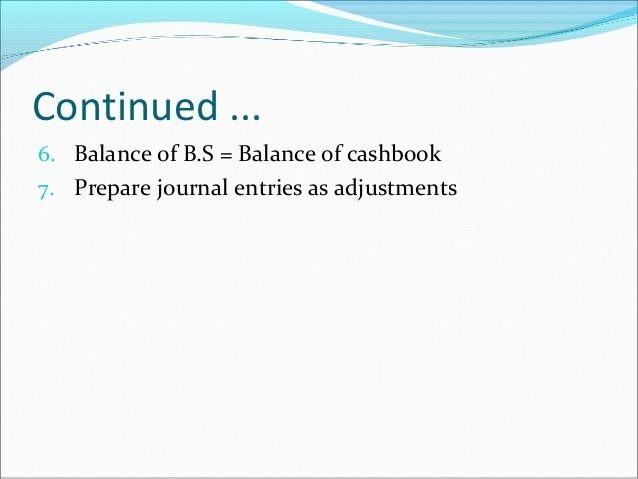 Continued ...
6. Balance of B.S = Balance of cashbook
7. Prepare journal entries as adjustments